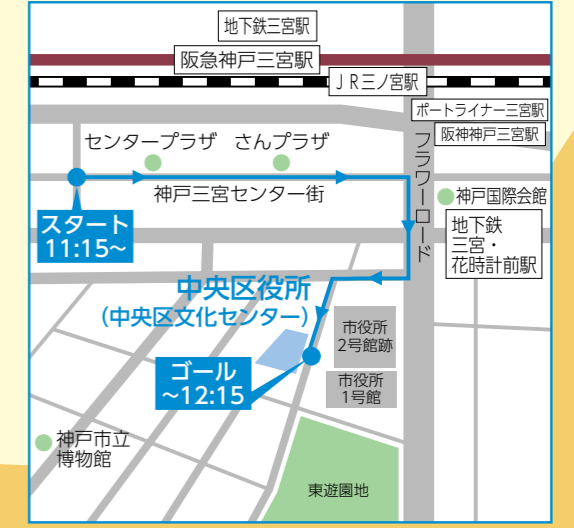 地下鉄三宮駅
阪急神戸三宮駅
JR三ノ宮駅
ポートライナー三宮駅
阪神神戸三宮駅
センタープラザ
さんプラザ
神戸三宮センター街
フラワーロード
神戸国際会館
スタート
11:15~
地下鉄
三宮・
花時計前駅
中央区役所
(中央区文化センター)
市役所
2号館跡
ゴール
~12:15
市役所
1号館
神戸市立
博物館
東遊園地